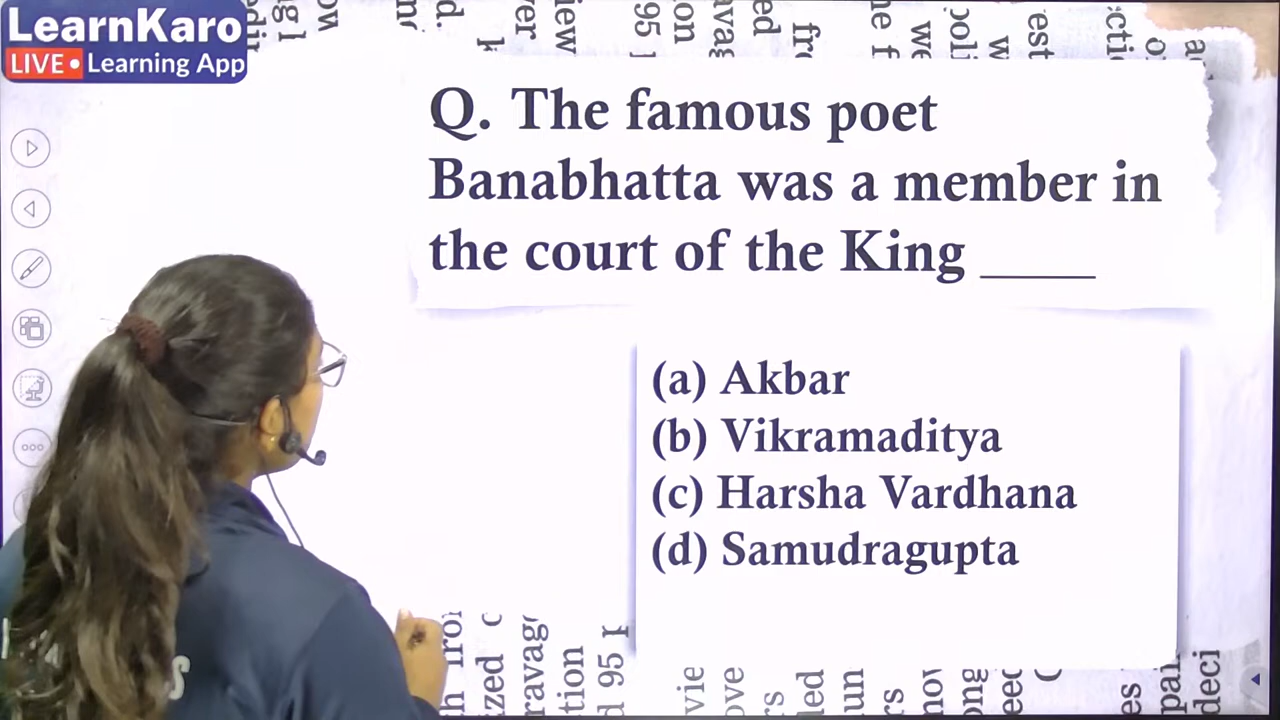 LearnKaro
LIVE • Learning App
Q. The famous poet
Banabhatta was a member in
the court of the King _____
(a) Akbar
(b) Vikramaditya
(c) Harsha Vardhana
(d) Samudragupta